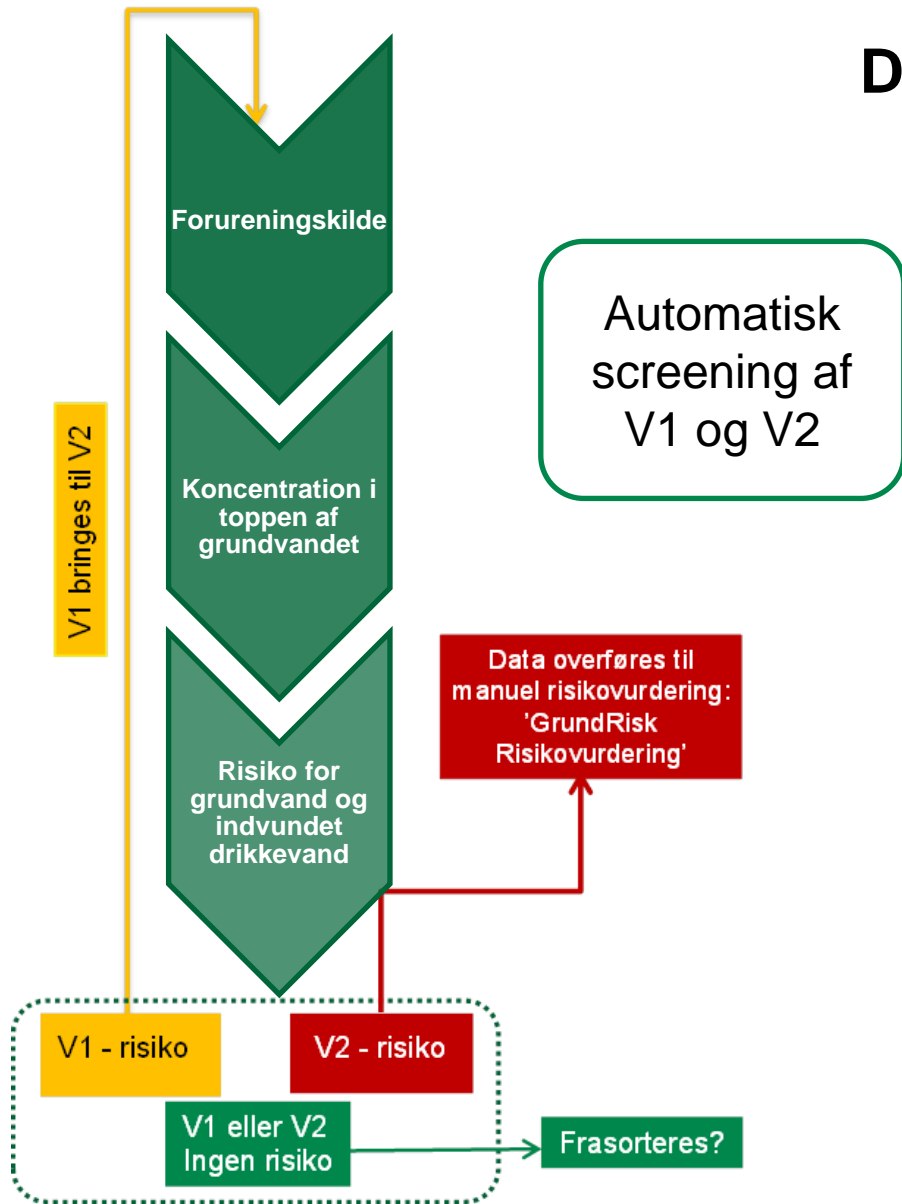 D
Forureningskilde
Automatisk
screening af
V1 og V2
V1 bringes til V2
Koncentration i
toppen af
grundvandet
Data overføres til
manuel risikovurdering:
'GrundRisk
Risikovurdering'
Risiko for
grundvand og
indvundet
drikkevand
V1 - risiko
V2 - risiko
V1 eller V2
Ingen risiko
Frasorteres?